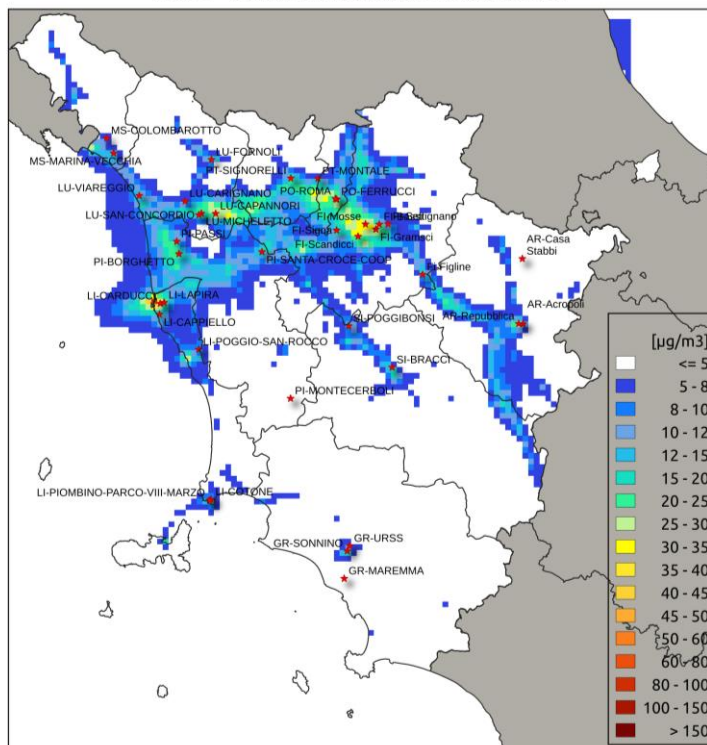 MS-COLOMBAROTTO
MS-MARINA-VECCHIA
LU-FORNOLI
PT-SIGNORELLI
PT-MONTALE
LU-VIAREGGIO
LU-CARIGNANO
PO-ROMA
PO-FERRUCCI
LU-CAPANNORI
LU-SAN-CONCORDIO
LU-MICHELETTO
FI-Mosse
FI-Signa
FI-Scandicci
FI-Gramsci
PI-PASSI
PI-BORGHETTO
PI-SANTA-CROCE-COOP
AR-Casa
Stabbi
FI-Figline
LI-CARDUCCI
LI-LAPIRA
LI-CAPPIELLO
AR-Acropoli
AR-Repubblica
SI-POGGIBONSI
LI-POGGIO-SAN-ROCCO
SI-BRACCI
PI-MONTECERBOLI
LI-PIOMBINO-PARCO-VIII-MARZO
LI-COTONE
GR-URSS
GR-SONNINO
GR-MAREMMA
[µg/m3]
<= 5
5 - 8
8 - 10
10 - 12
12 - 15
15 - 20
20 - 25
25 - 30
30 - 35
35 - 40
40 - 45
45 - 50
50 - 60
60 - 80
80 - 100
100 - 150
> 150